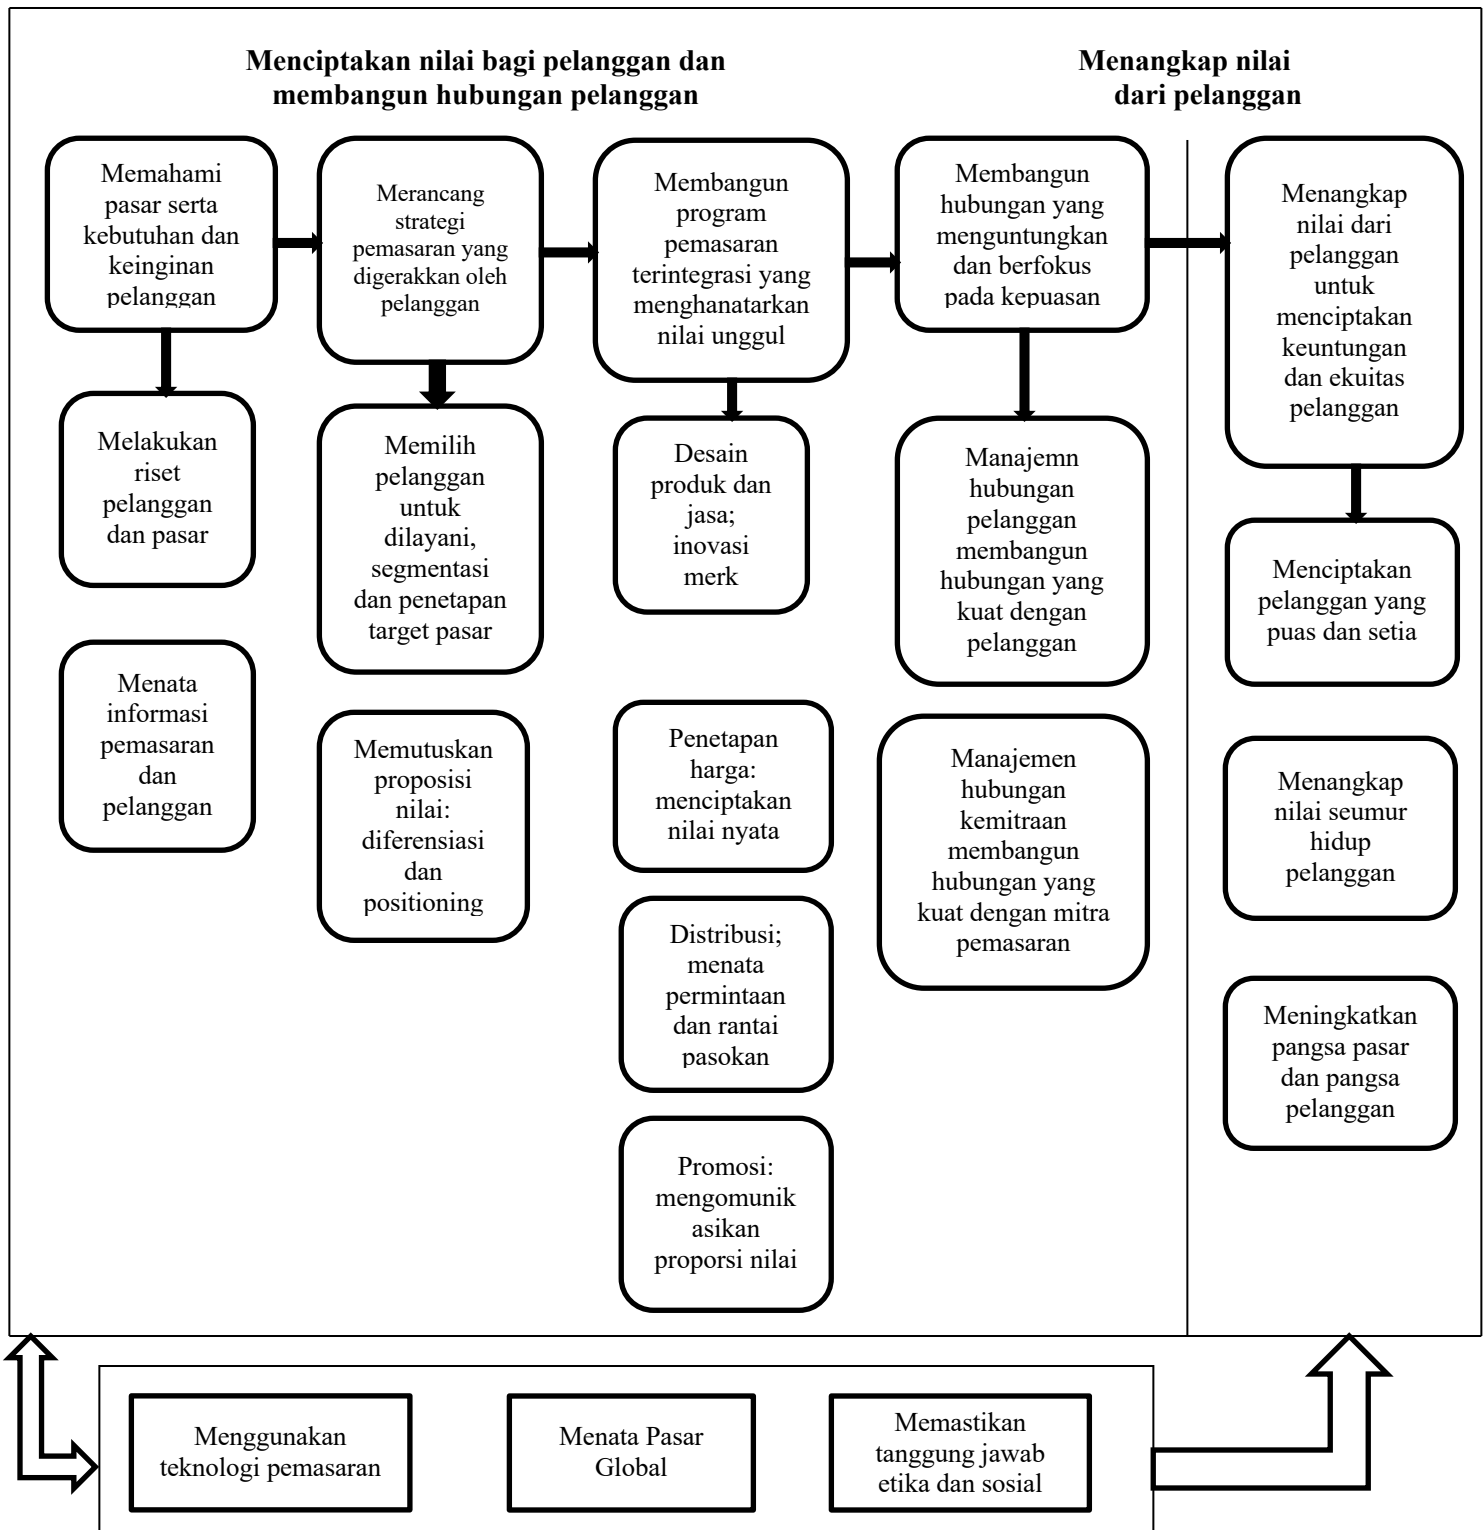 Menciptakan nilai bagi pelanggan dan
membangun hubungan pelanggan
Menangkap nilai
dari pelanggan
Memahami
pasar serta
kebutuhan dan
keinginan
pelanggan
Merancang
strategi
pemasaran yang
digerakkan oleh
pelanggan
Membangun
program
pemasaran
terintegrasi yang
menghanatarkan
nilai unggul
Membangun
hubungan yang
menguntungkan
dan berfokus
pada kepuasan
Menangkap
nilai dari
pelanggan
untuk
menciptakan
keuntungan
dan ekuitas
pelanggan
Melakukan
riset
pelanggan
dan pasar
Memilih
pelanggan
untuk
dilayani,
segmentasi
dan penetapan
target pasar
Desain
produk dan
jasa;
inovasi
merk
Manajemn
hubungan
pelanggan
membangun
hubungan yang
kuat dengan
pelanggan
Menciptakan
pelanggan yang
puas dan setia
Menata
informasi
pemasaran
dan
pelanggan
Memutuskan
proposisi
nilai:
diferensiasi
dan
positioning
Penetapan
harga:
menciptakan
nilai nyata
Manajemen
hubungan
kemitraan
membangun
hubungan yang
kuat dengan mitra
pemasaran
Menangkap
nilai seumur
hidup
pelanggan
Distribusi;
menata
permintaan
dan rantai
pasokan
Meningkatkan
pangsa pasar
dan pangsa
pelanggan
Promosi:
mengomunik
asikan
proporsi nilai
Menggunakan
teknologi pemasaran
Menata Pasar
Global
Memastikan
tanggung jawab
etika dan sosial